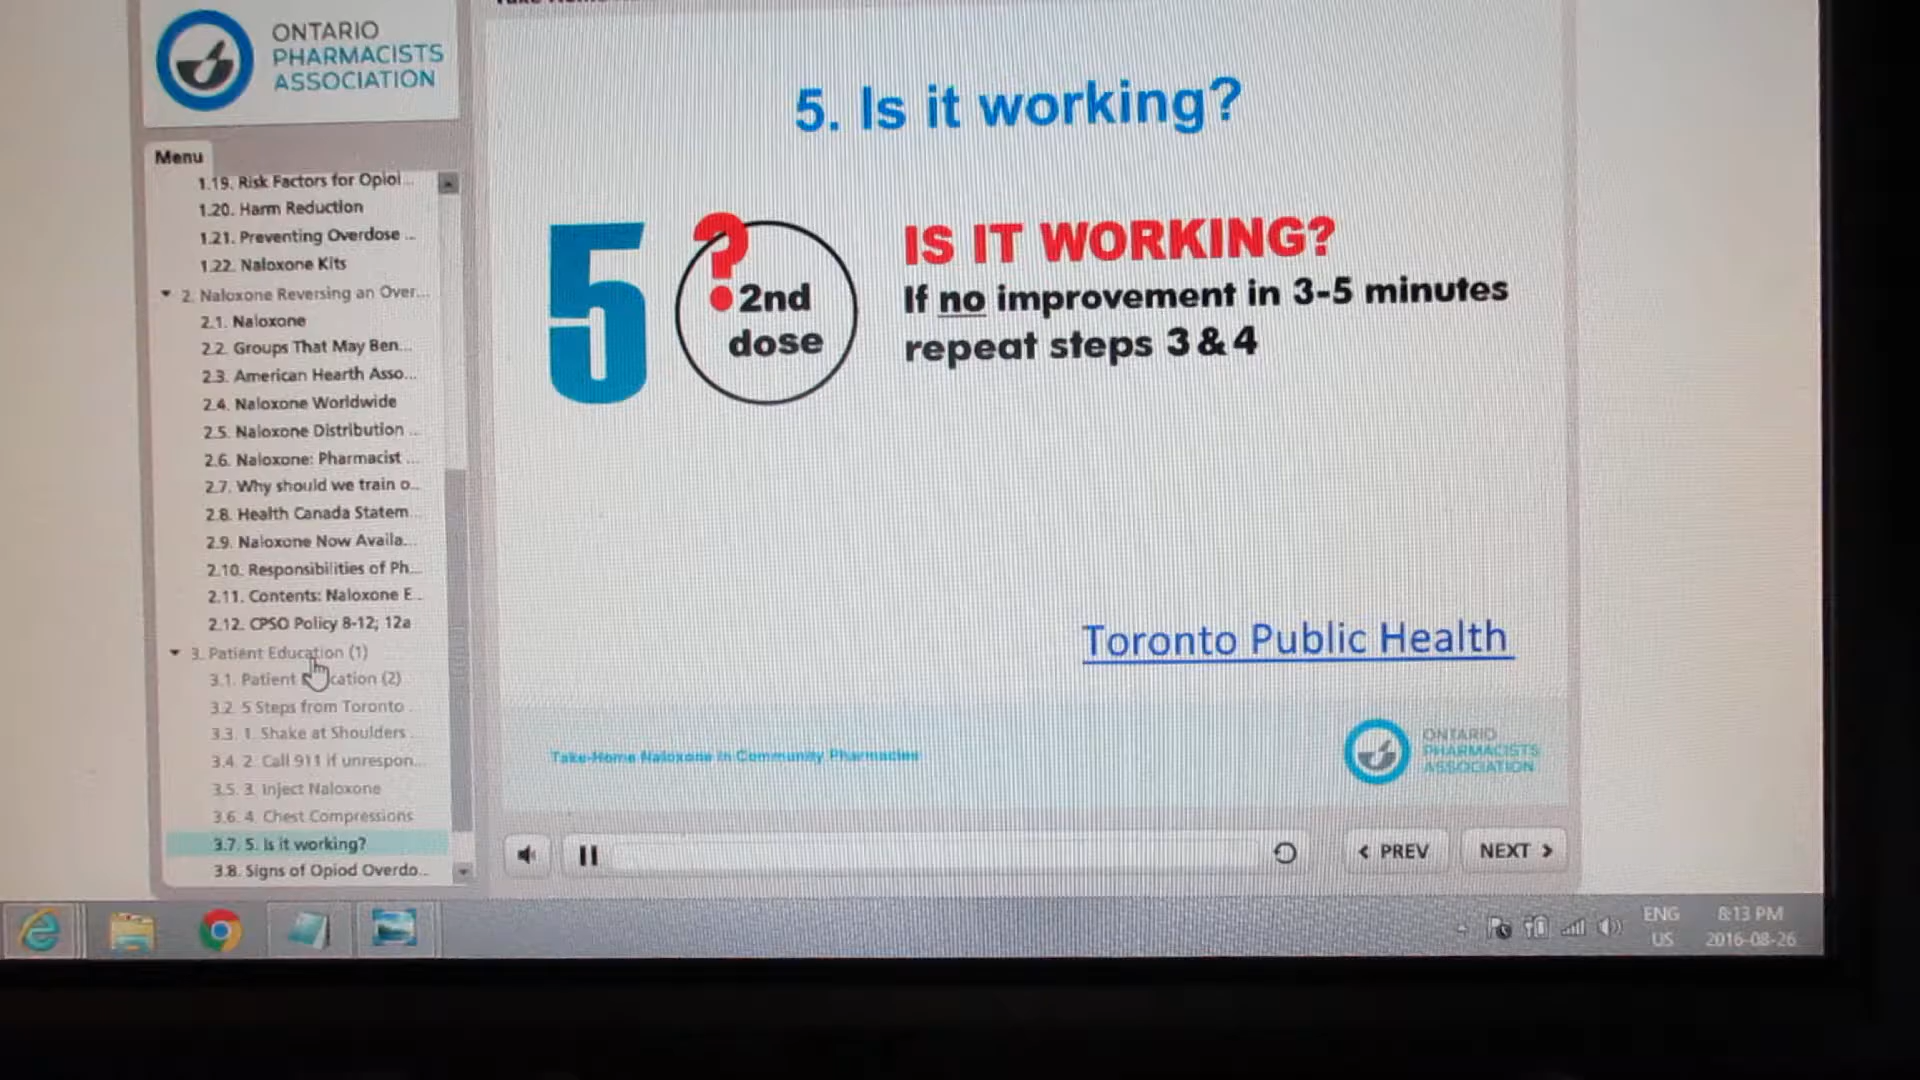 ONTARIO
PHARMACISTS
ASSOCIATION
Menu
1.19. Risk Factors for Opioi...
1.20. Harm Reduction
1.21. Preventing Overdose ...
1.22. Naloxone Kits
2. Naloxone Reversing an Over...
2.1. Naloxone
2.2. Groups That May Ben...
2.3. American Hearth Asso...
2.4. Naloxone Worldwide
2.5. Naloxone Distribution ...
2.6. Naloxone: Pharmacist ...
2.7. Why should we train o...
2.8. Health Canada Statem...
2.9. Naloxone Now Availa...
2.10. Responsibilities of Ph...
2.11. Contents: Naloxone E...
2.12. CPSO Policy 8-12; 12a
3. Patient Education (1)
3.1. Patient cation (2)
3.2. 5 Steps from Toronto ...
3.3. 1. Shake at Shoulders ...
3.4. 2. Call 911 if unrespon...
3.5. 3. Inject Naloxone
3.6. 4. Chest Compressions
3.7. 5. Is it working?
3.8. Signs of Opiod Overdo...
5. Is it working?
5
?
2nd
dose
IS IT WORKING?
If no improvement in 3-5 minutes
repeat steps 3 & 4
Toronto Public Health
Take-Home Naloxone in Community Pharmacies
ONTARIO
PHARMACISTS
ASSOCIATION
< PREV
NEXT >
ENG
US
8:13 PM
2016-08-26